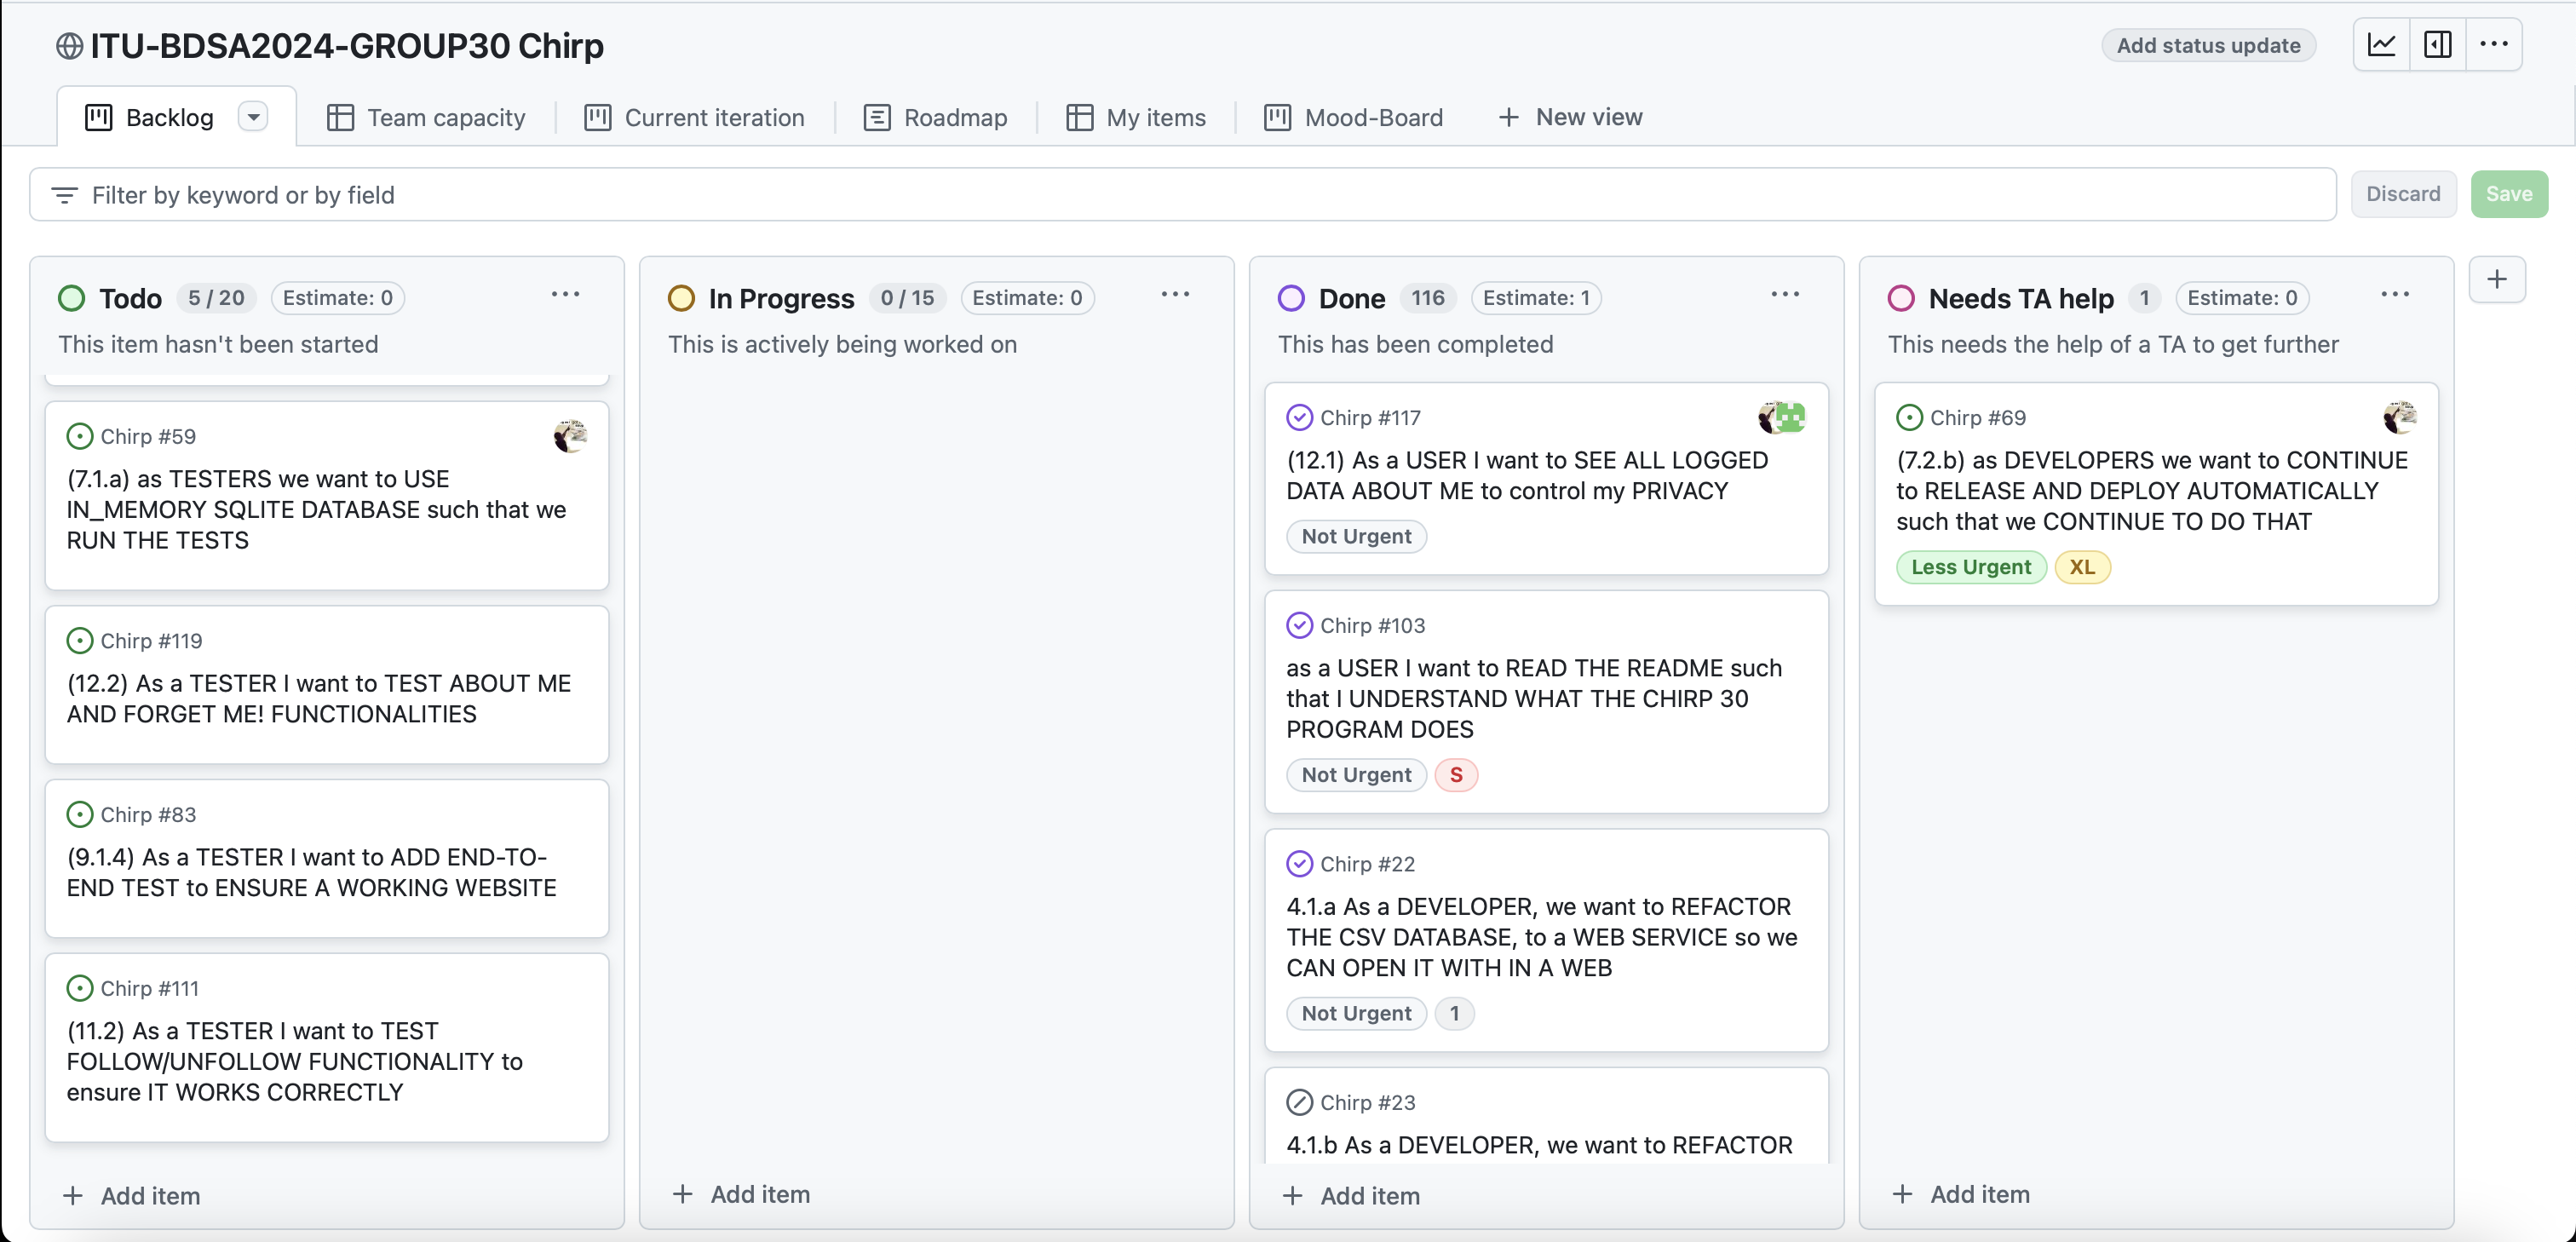 ITU-BDSA2024-GROUP30 Chirp
Add status update
Backlog
Team capacity
Current iteration
Roadmap
My items
Mood-Board
New view
Filter by keyword or by field
Discard
Save
Todo 5 / 20 Estimate: 0
This item hasn't been started
Chirp #59
(7.1.a) as TESTERS we want to USE
IN_MEMORY SQLITE DATABASE such that we
RUN THE TESTS
Chirp #119
(12.2) As a TESTER I want to TEST ABOUT ME
AND FORGET ME! FUNCTIONALITIES
Chirp #83
(9.1.4) As a TESTER I want to ADD END-TO-
END TEST to ENSURE A WORKING WEBSITE
Chirp #111
(11.2) As a TESTER I want to TEST
FOLLOW/UNFOLLOW FUNCTIONALITY to
ensure IT WORKS CORRECTLY
Add item
In Progress 0 / 15 Estimate: 0
This is actively being worked on
Add item
Done 116 Estimate: 1
This has been completed
Chirp #117
(12.1) As a USER I want to SEE ALL LOGGED
DATA ABOUT ME to control my PRIVACY
Not Urgent
Chirp #103
as a USER I want to READ THE README such
that I UNDERSTAND WHAT THE CHIRP 30
PROGRAM DOES
Not Urgent S
Chirp #22
4.1.a As a DEVELOPER, we want to REFACTOR
THE CSV DATABASE, to a WEB SERVICE so we
CAN OPEN IT WITH IN A WEB
Not Urgent 1
Chirp #23
4.1.b As a DEVELOPER, we want to REFACTOR
Add item
Needs TA help 1 Estimate: 0
This needs the help of a TA to get further
Chirp #69
(7.2.b) as DEVELOPERS we want to CONTINUE
to RELEASE AND DEPLOY AUTOMATICALLY
such that we CONTINUE TO DO THAT
Less Urgent XL
Add item